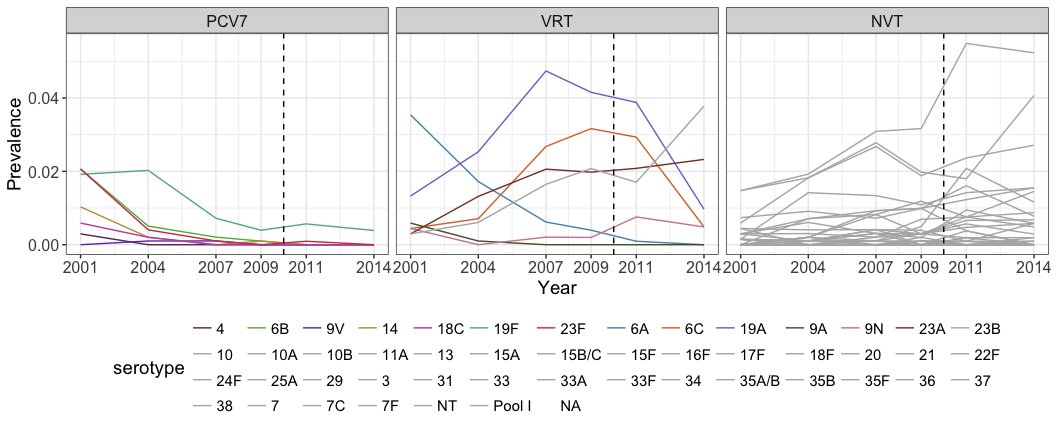 PCV7 VRT NVT
Prevalence
0.04
0.02
0.00
2001 2004 2007 2009 2011 2014 2001 2004 2007 2009 2011 2014 2001 2004 2007 2009 2011 2014
Year
serotype
4 6B 9V 14 18C 19F 23F 6A 6C 19A 9A 9N 23A 23B
10 10A 10B 11A 13 15A 15B/C 15F 16F 17F 18F 20 21 22F
24F 25A 29 3 31 33 33A 33F 34 35A/B 35B 35F 36 37
38 7 7C 7F NT Pool I NA